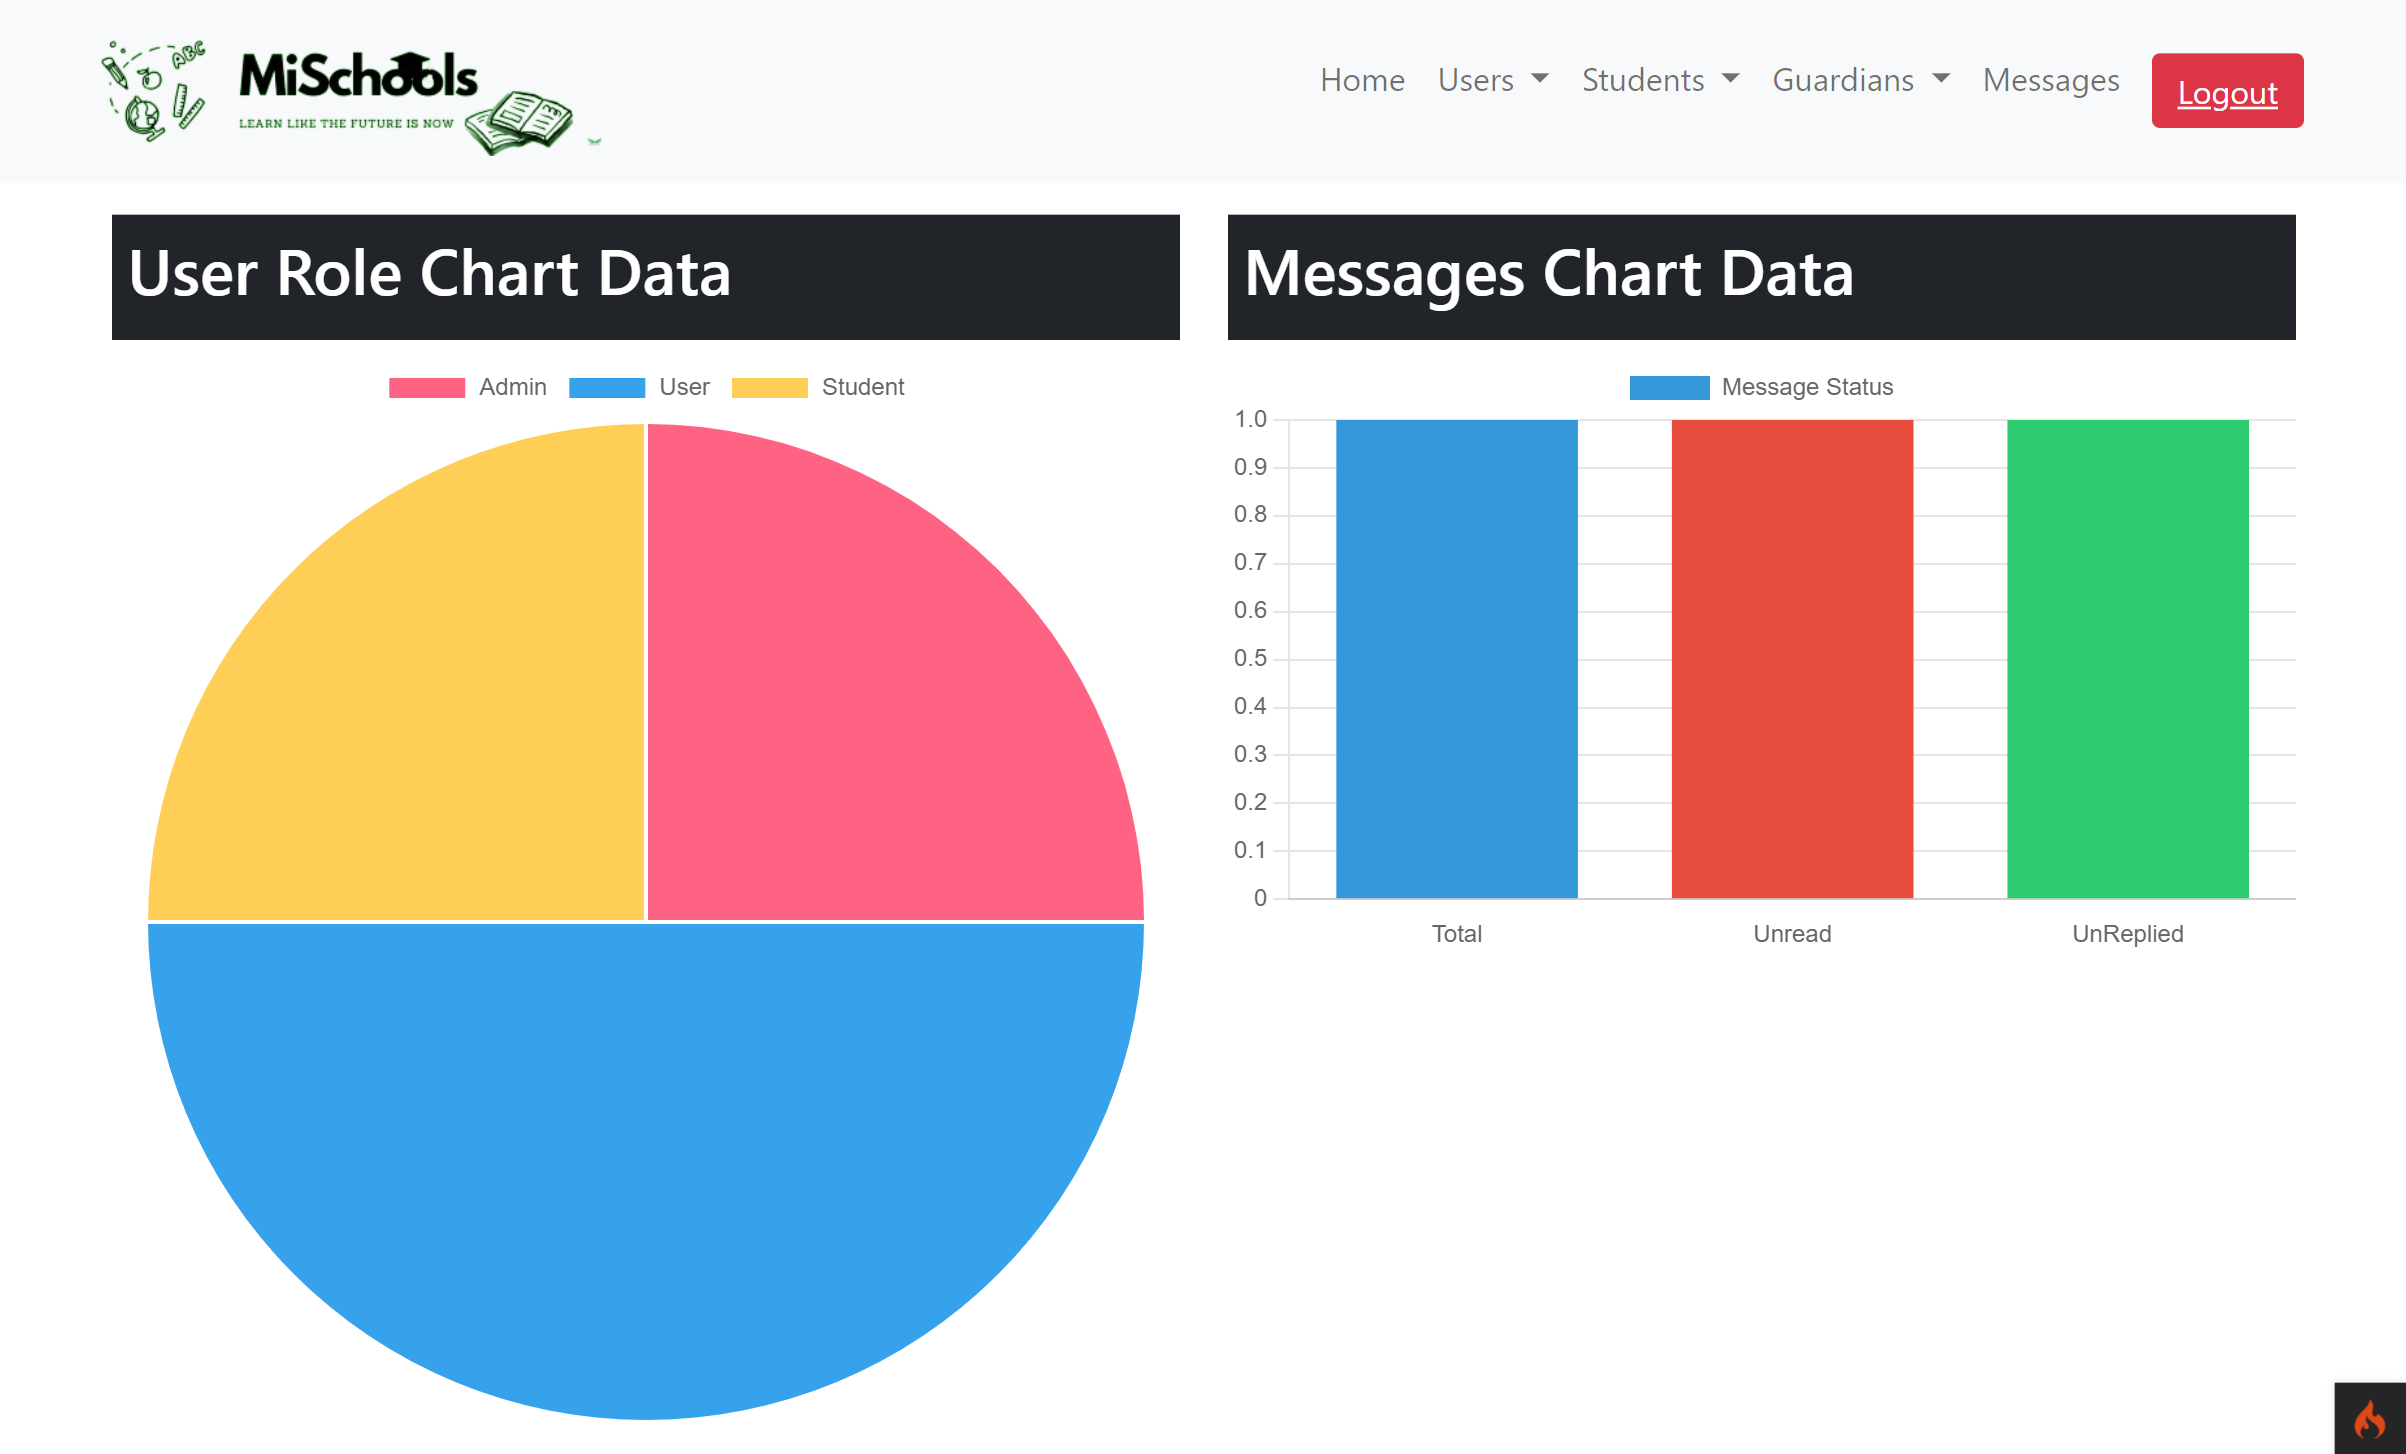 ABC
MiSchools
LEARN LIKE THE FUTURE IS NOW
Home Users Students Guardians Messages Logout
User Role Chart Data
Admin User Student
Messages Chart Data
Message Status
1.0
0.9
0.8
0.7
0.6
0.5
0.4
0.3
0.2
0.1
0
Total Unread UnReplied